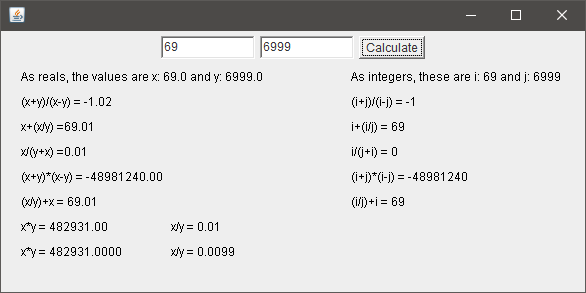 69 6999 Calculate
As reals, the values are x: 69.0 and y: 6999.0 As integers, these are i: 69 and j: 6999
(x+y)/(x-y) = -1.02 (i+j)/(i-j) = -1
x+(x/y) =69.01 i+(i/j) = 69
x/(y+x) =0.01 i/(j+i) = 0
(x+y)*(x-y) = -48981240.00 (i+j)*(i-j) = -48981240
(x/y)+x = 69.01 (i/j)+i = 69
x*y = 482931.00 x/y = 0.01
x*y = 482931.0000 x/y = 0.0099